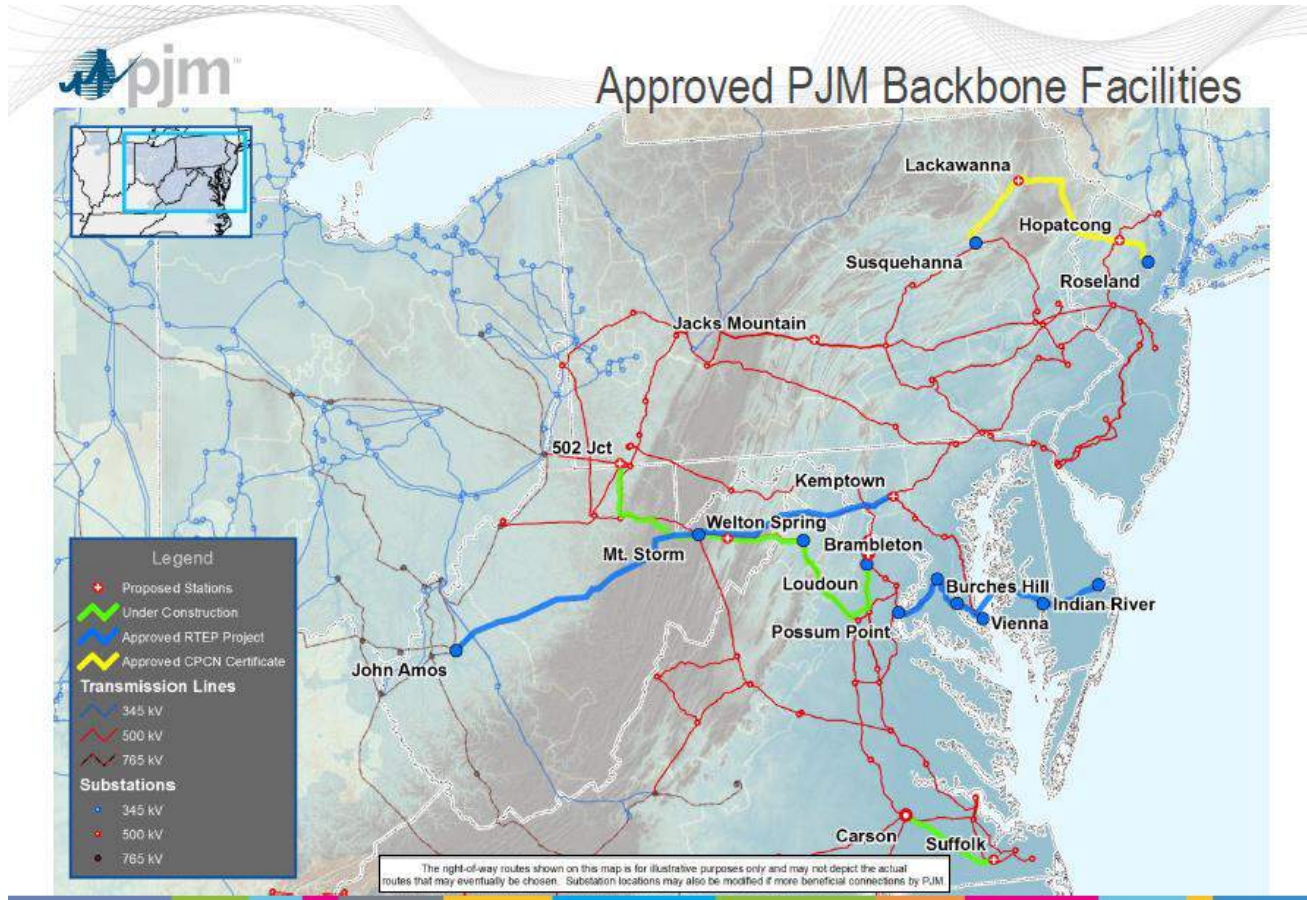 pjm™
Approved PJM Backbone Facilities
Lackawanna
Hopatcong
Susquehanna
Roseland
Jacks Mountain
502 Jct
Kemptown
Welton Spring
Mt. Storm
Brambleton
Loudoun
Burches Hill
Indian River
Possum Point
Vienna
John Amos
Carson
Suffolk
Legend
Proposed Stations
Under Construction
Approved RTEP Project
Approved CPCN Certificate
Transmission Lines
345 kV
500 kV
765 kV
Substations
345 kV
500 kV
765 kV
The right-of-way routes shown on this map is for illustrative purposes only and may not depict the actual
routes that may eventually be chosen. Substation locations may also be modified if more beneficial connections by PJM